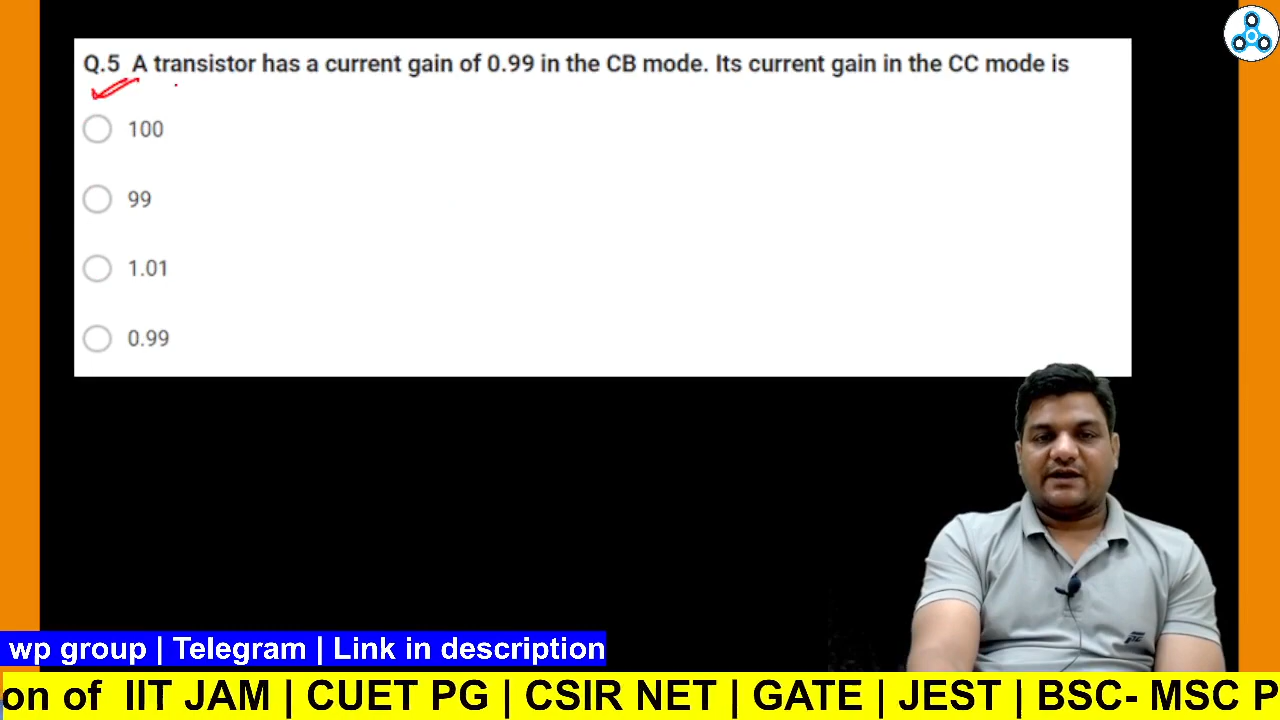 Q.5 A transistor has a current gain of 0.99 in the CB mode. Its current gain in the CC mode is
100
99
1.01
0.99
wp group | Telegram | Link in description
on of IIT JAM | CUET PG | CSIR NET | GATE | JEST | BSC- MSC P